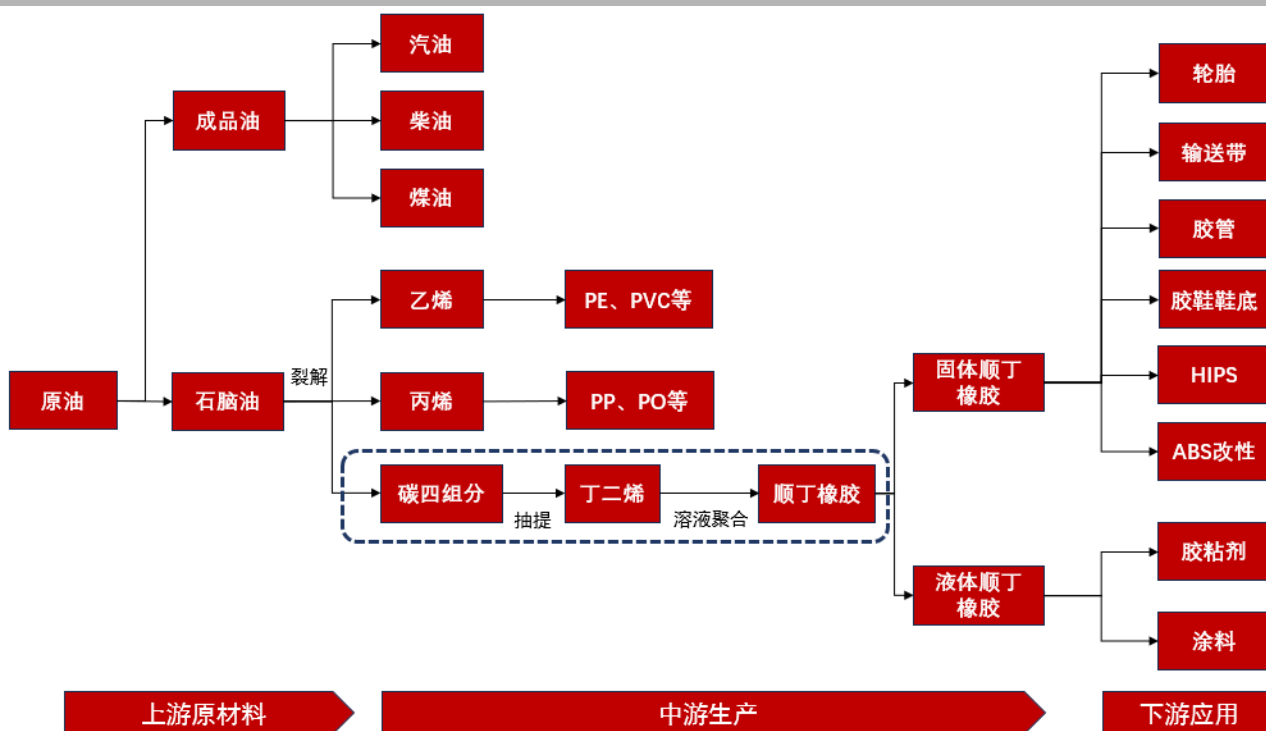 汽油
成品油
柴油
煤油
乙烯
PE、PVC等
原油
石脑油
裂解
丙烯
PP、PO等
碳四组分
抽提
丁二烯
溶液聚合
顺丁橡胶
固体顺丁
橡胶
液体顺丁
橡胶
轮胎
输送带
胶管
胶鞋鞋底
HIPS
ABS改性
胶粘剂
涂料
上游原材料
中游生产
下游应用